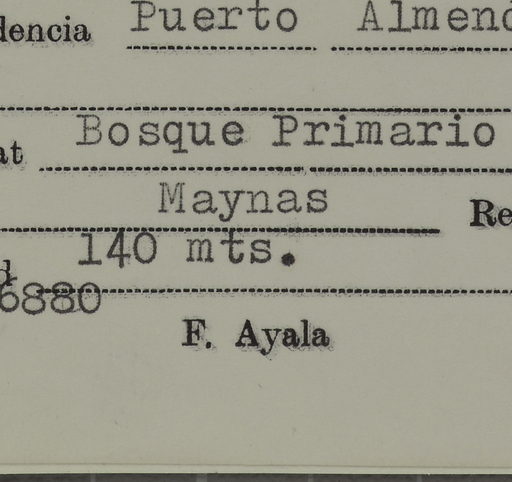 dencia Puerto Almend
at Bosque Primario
Maynas Re
140 mts.
d
6880
F. Ayala